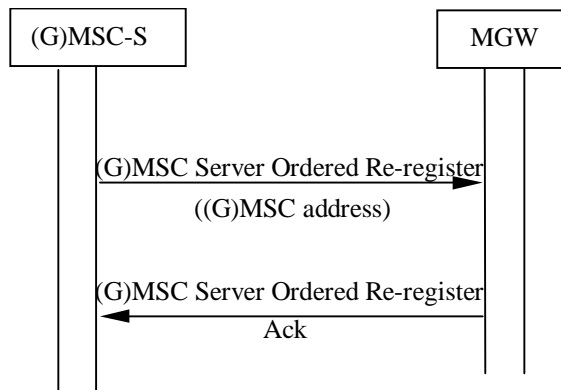 (G)MSC-S
MGW
(G)MSC Server Ordered Re-register
((G)MSC address)
(G)MSC Server Ordered Re-register
Ack